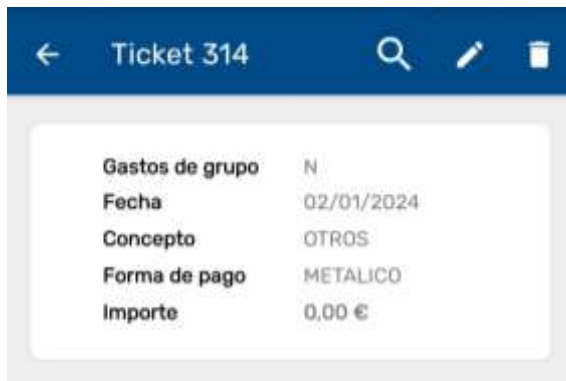 Ticket 314
Gastos de grupo N
Fecha 02/01/2024
Concepto OTROS
Forma de pago METALICO
Importe 0,00 €